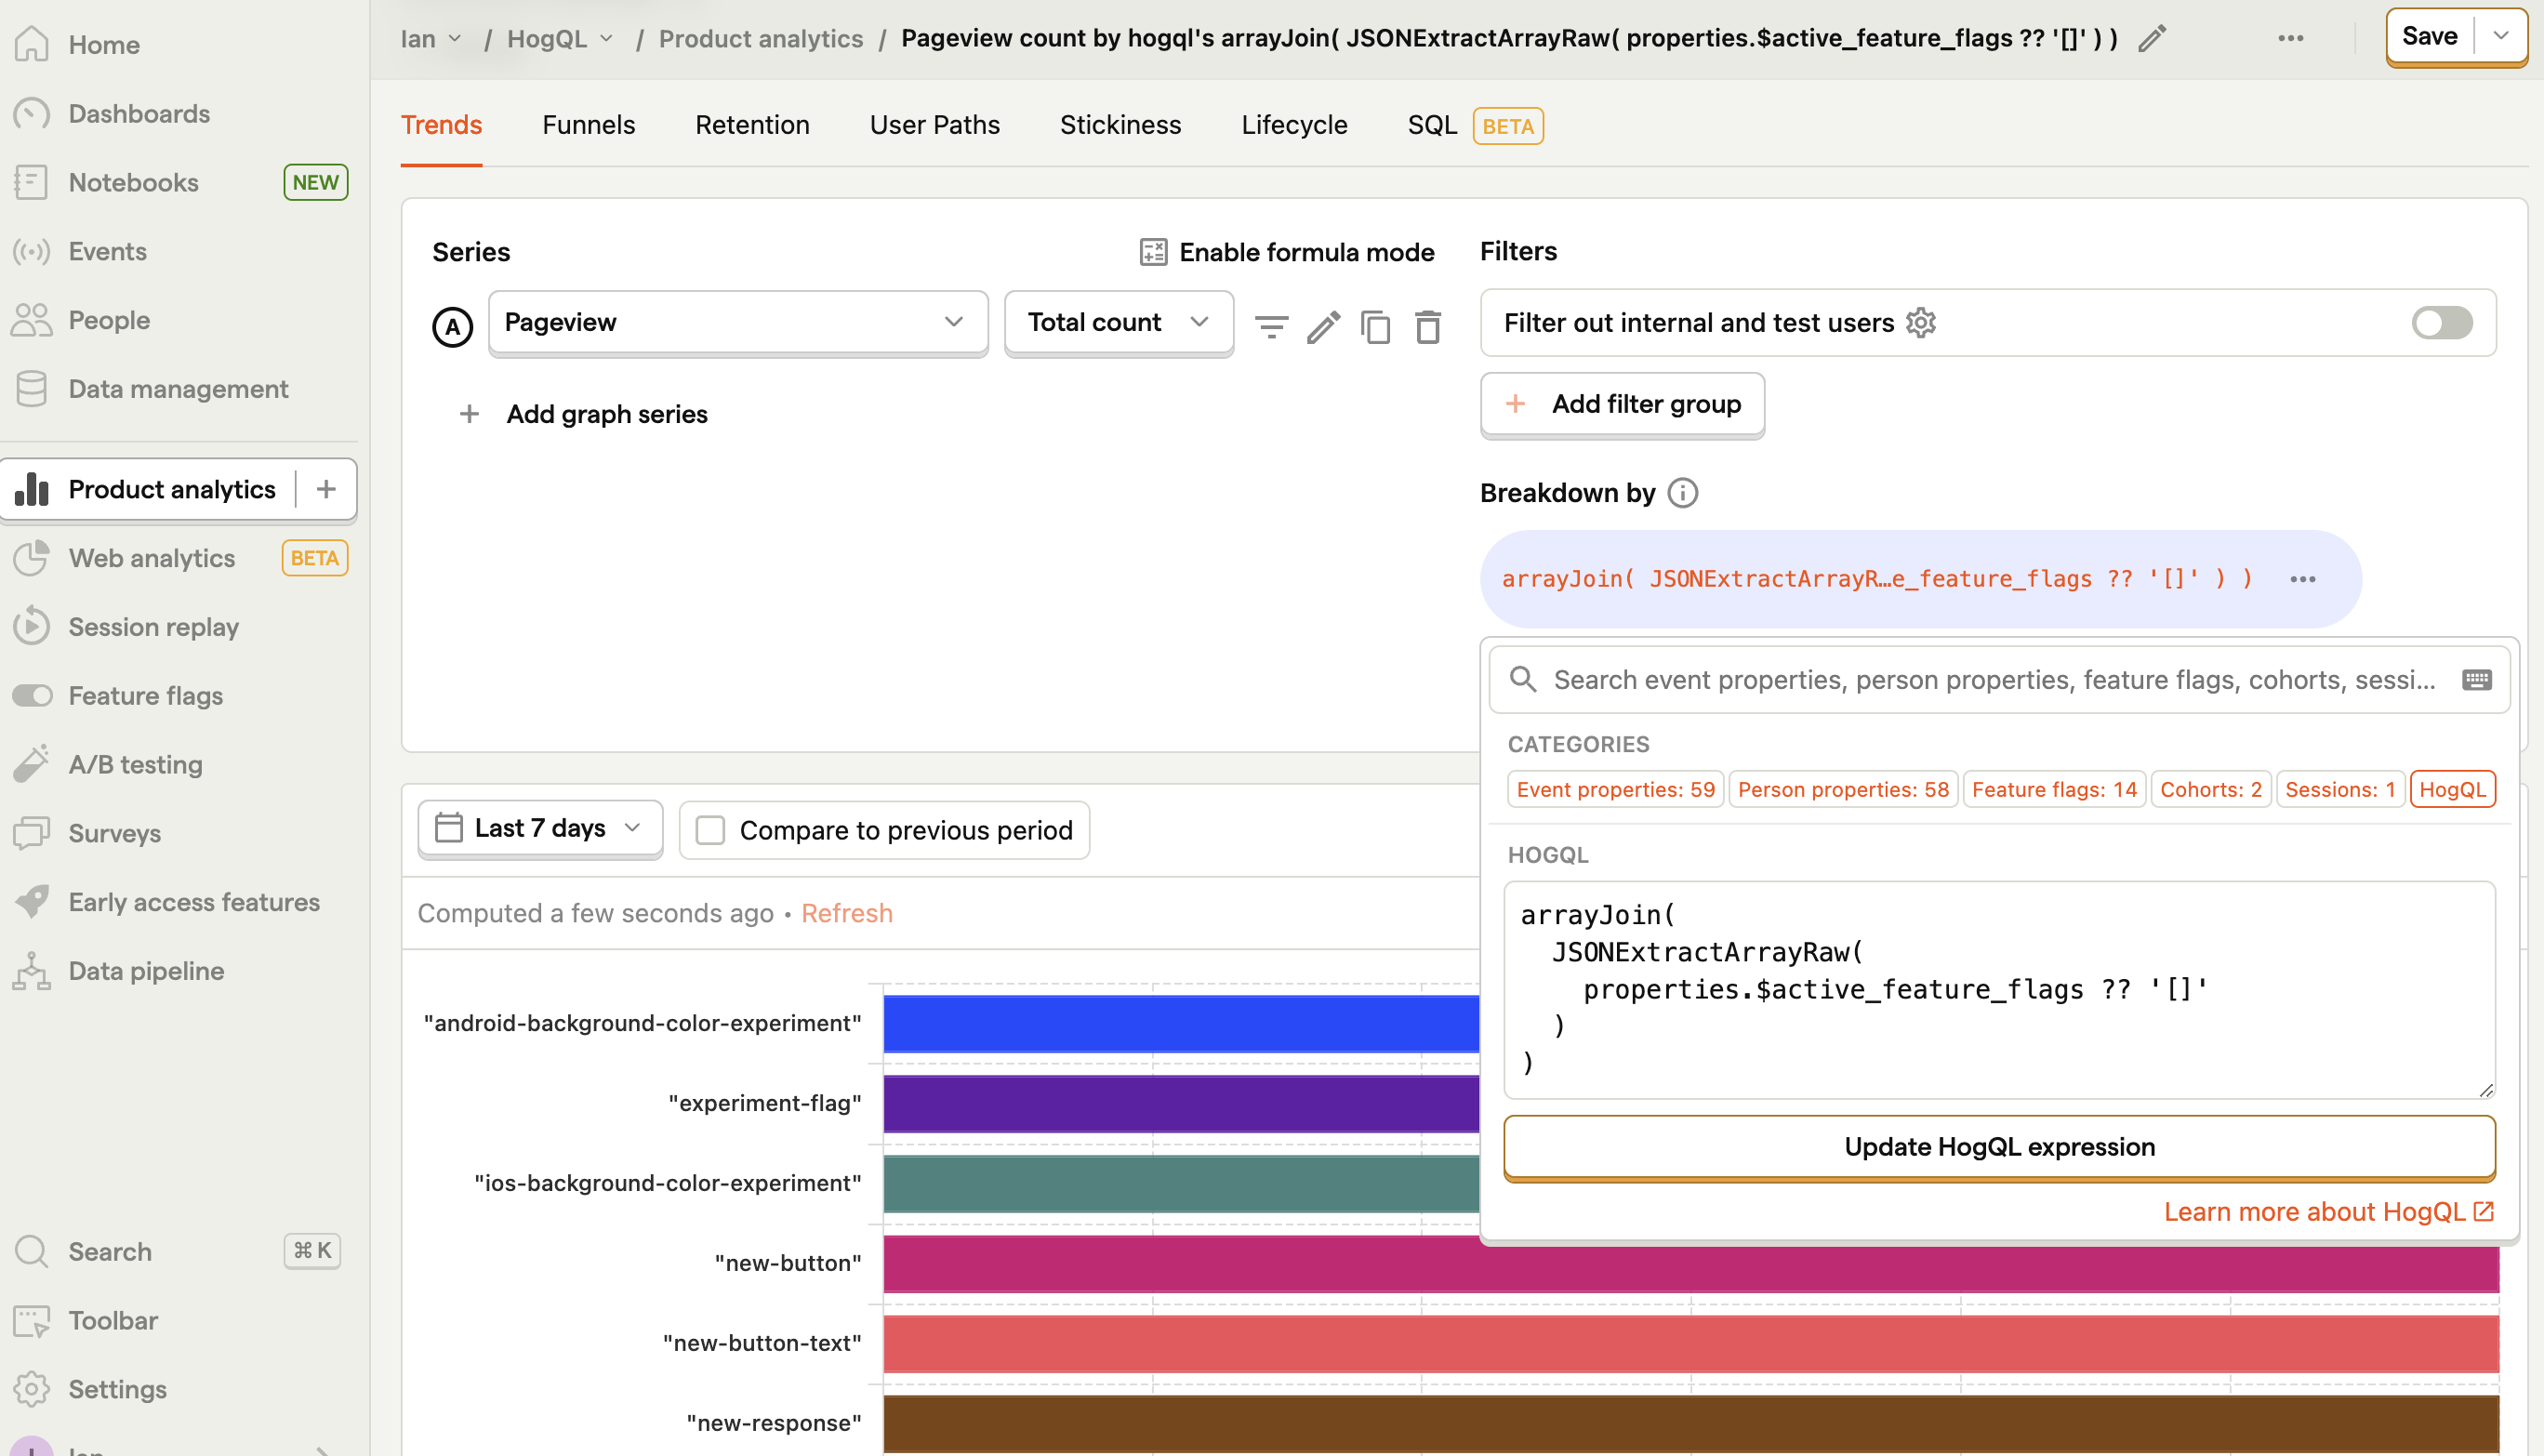 Home
Dashboards
Notebooks NEW
Events
People
Data management
Product analytics
Web analytics BETA
Session replay
Feature flags
A/B testing
Surveys
Early access features
Data pipeline
Search ⌘ K
Toolbar
Settings
Ian / HogQL / Product analytics / Pageview count by hogql's arrayJoin( JSONExtractArrayRaw( properties.$active_feature_flags ?? '[]' ) )
Save
Trends Funnels Retention User Paths Stickiness Lifecycle SQL BETA
Series Enable formula mode
A Pageview Total count
+ Add graph series
Filters
Filter out internal and test users
+ Add filter group
Breakdown by
arrayJoin( JSONExtractArrayR…e_feature_flags ?? '[]' ) )
Search event properties, person properties, feature flags, cohorts, sessi...
CATEGORIES
Event properties: 59 Person properties: 58 Feature flags: 14 Cohorts: 2 Sessions: 1 HogQL
HOGQL
arrayJoin(
JSONExtractArrayRaw(
properties.$active_feature_flags ?? '[]'
)
)
Update HogQL expression
Learn more about HogQL
Last 7 days Compare to previous period
Computed a few seconds ago • Refresh
"android-background-color-experiment"
"experiment-flag"
"ios-background-color-experiment"
"new-button"
"new-button-text"
"new-response"